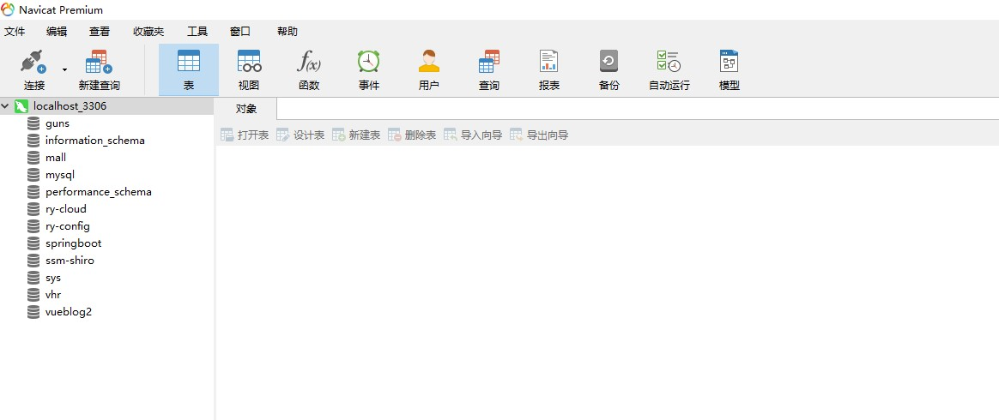 Navicat Premium
文件 编辑 查看 收藏夹 工具 窗口 帮助
连接 新建查询 表 视图 f(x) 函数 事件 用户 查询 报表 备份 自动运行 模型
localhost_3306
对象
打开表 设计表 新建表 删除表 导入向导 导出向导
guns
information_schema
mall
mysql
performance_schema
ry-cloud
ry-config
springboot
ssm-shiro
sys
vhr
vueblog2